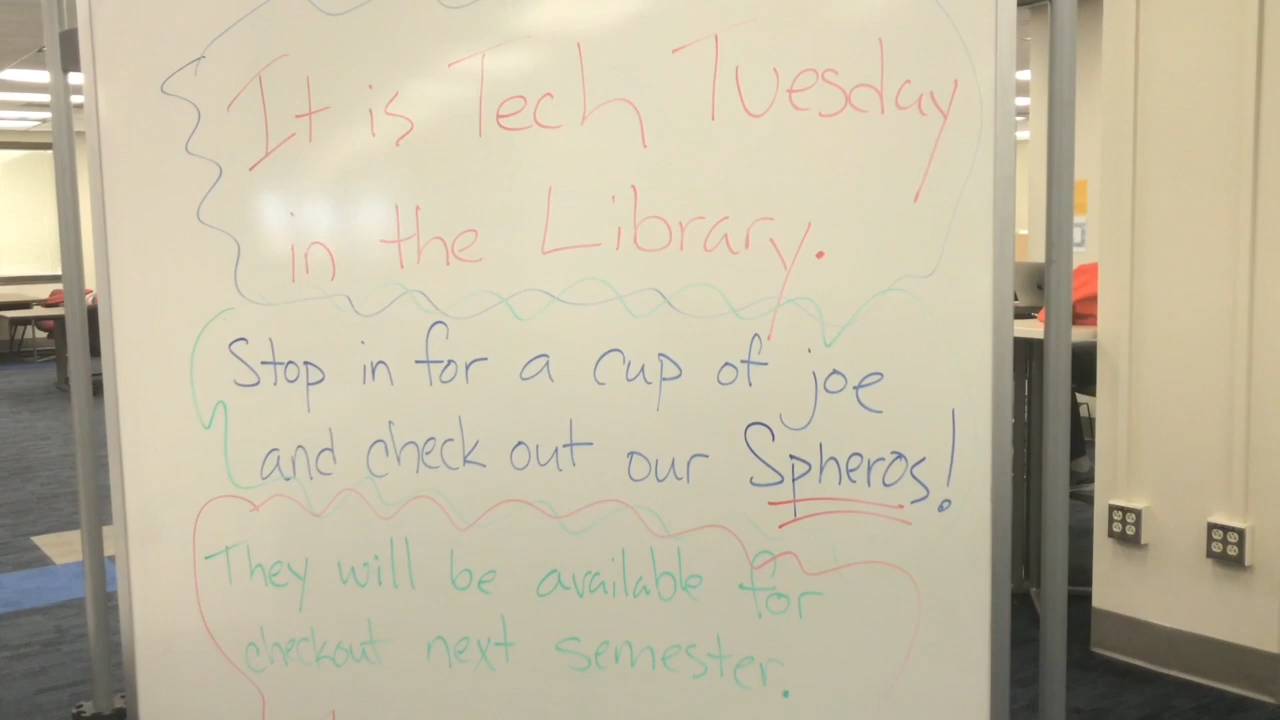 It is Tech Tuesday
in the Library.
Stop in for a cup of joe
and check out our Spheros!
They will be available for
checkout next semester.